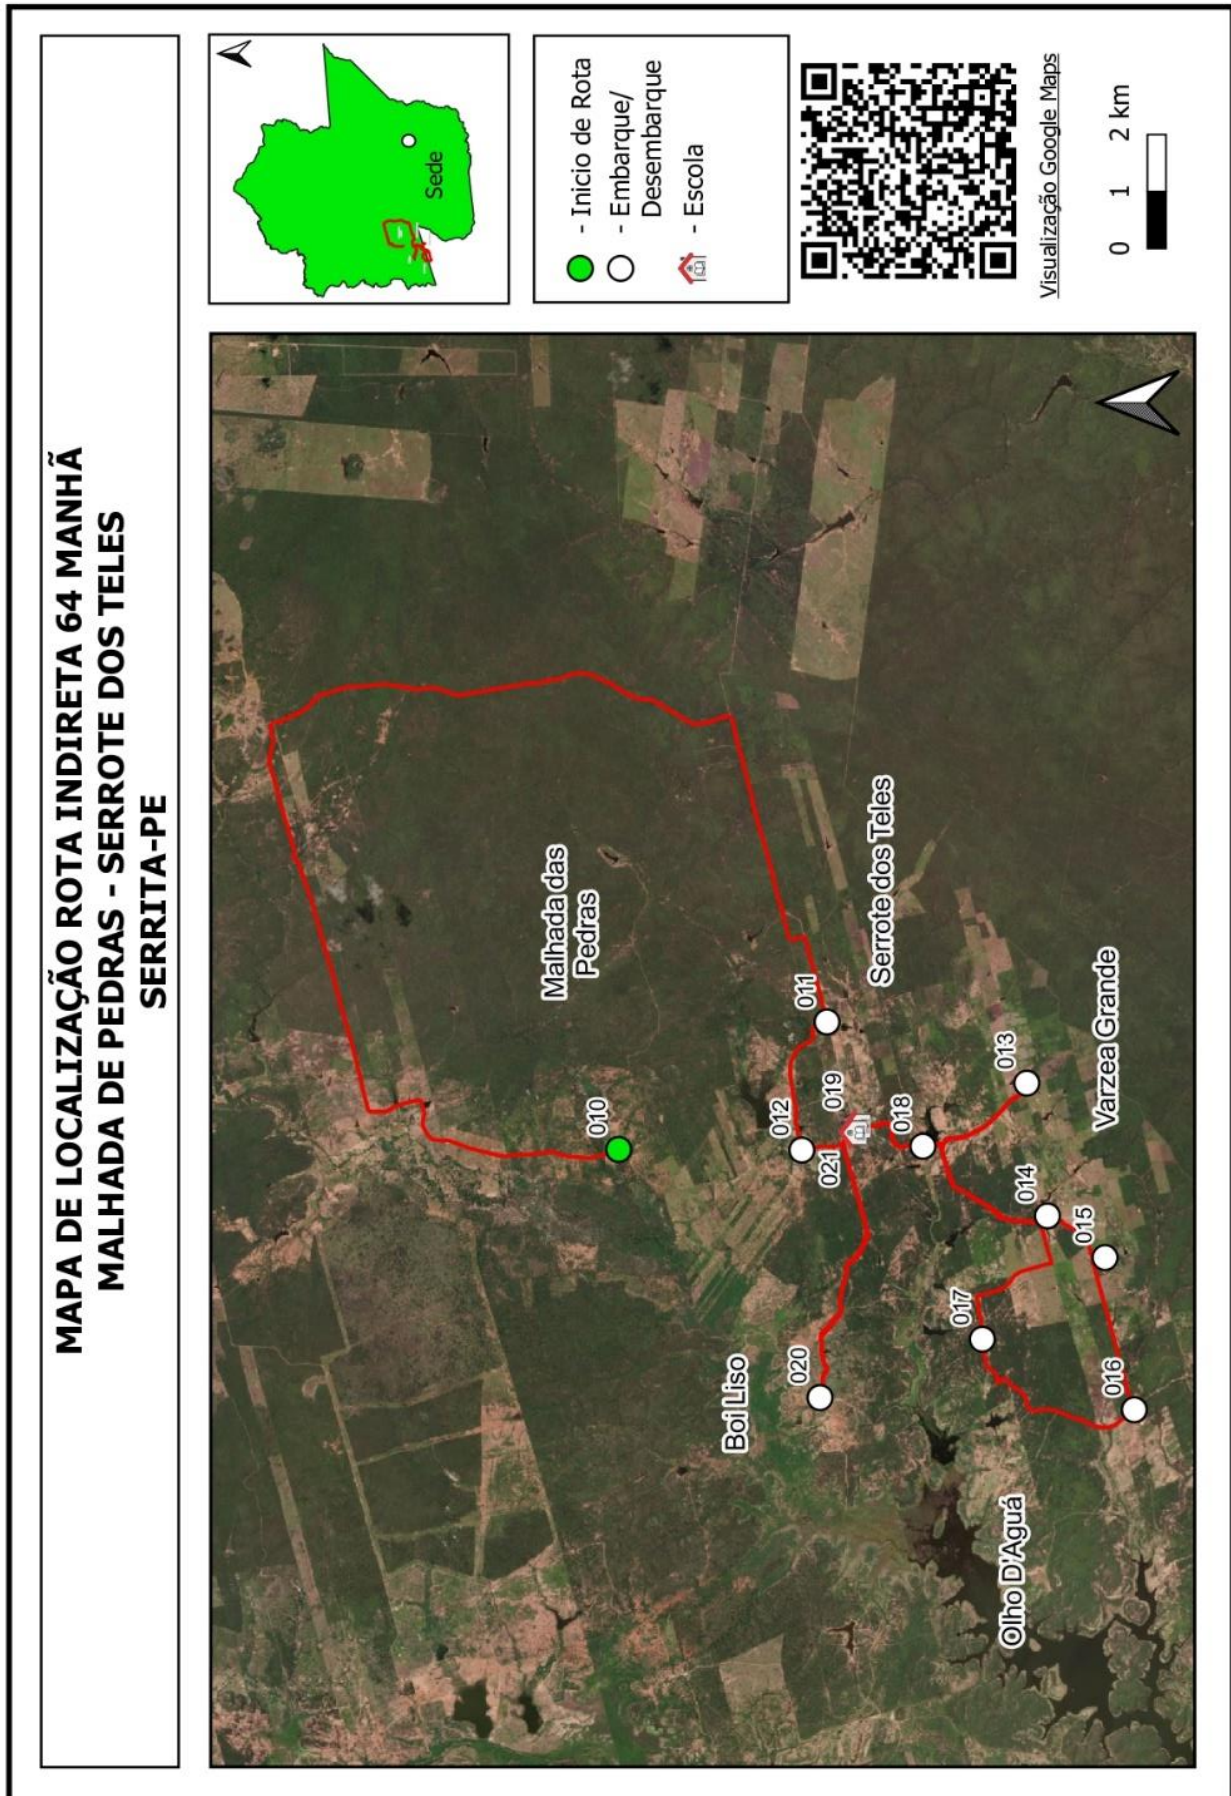 MAPA DE LOCALIZAÇÃO ROTA INDIRETA 64 MANHÃ
MALHADA DE PEDRAS - SERROTE DOS TELES
SERRITA-PE
Malhada das
Pedras
010
Boi Liso
020
012
021
011
019
018
Serrote dos Teles
017
014
013
015
016
Olho D'Aguá
Varzea Grande
Sede
- Inicio de Rota
- Embarque/
Desembarque
- Escola
Visualização Google Maps
0 1 2 km